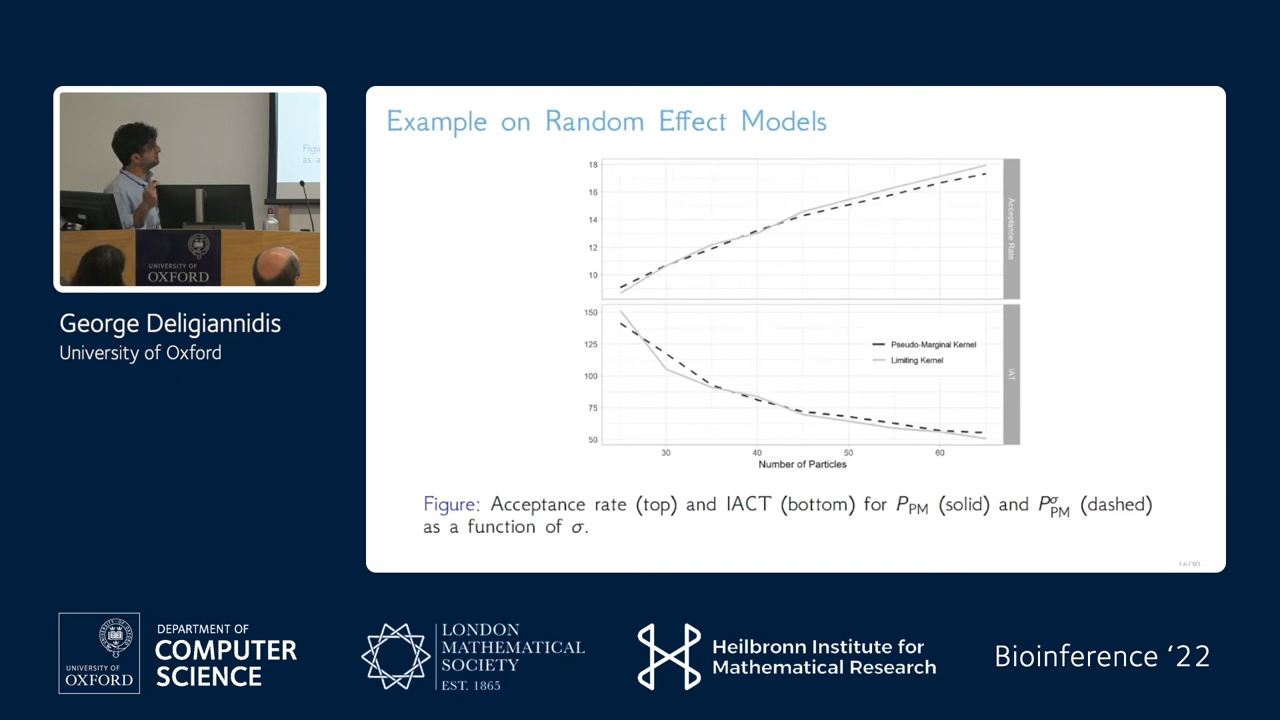 Figu
as a
UNIVERSITY OF
OXFORD
George Deligiannidis
University of Oxford
Example on Random Effect Models
18
16
14
12
10
Acceptance Rate
150
125
100
75
50
IAT
Pseudo-Marginal Kernel
Limiting Kernel
30 40 50 60
Number of Particles
Figure: Acceptance rate (top) and IACT (bottom) for P_PM (solid) and P^σ_PM (dashed)
as a function of σ.
UNIVERSITY OF
OXFORD
DEPARTMENT OF
COMPUTER
SCIENCE
LONDON
MATHEMATICAL
SOCIETY
EST. 1865
Heilbronn Institute for
Mathematical Research
Bioinference ‘22